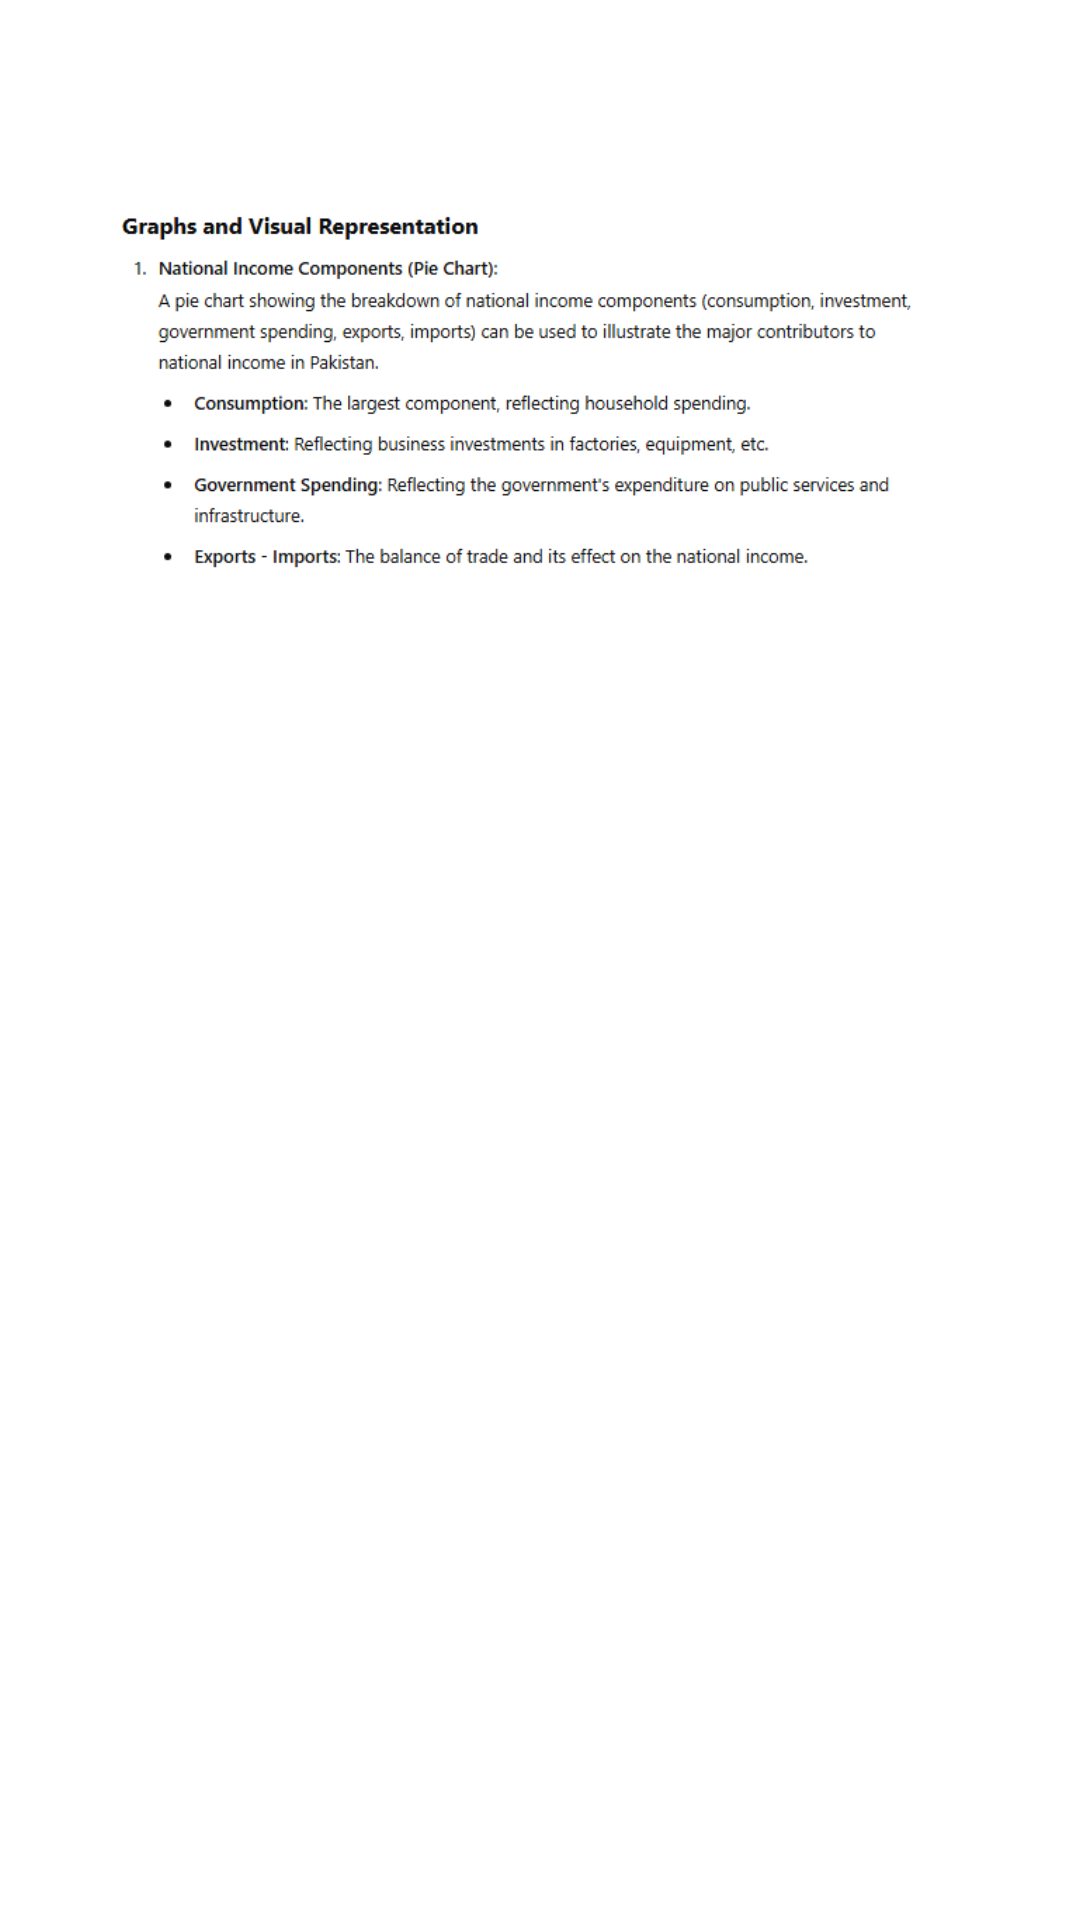 Graphs and Visual Representation
1. National Income Components (Pie Chart):
A pie chart showing the breakdown of national income components (consumption, investment,
government spending, exports, imports) can be used to illustrate the major contributors to
national income in Pakistan.
• Consumption: The largest component, reflecting household spending.
• Investment: Reflecting business investments in factories, equipment, etc.
• Government Spending: Reflecting the government's expenditure on public services and
infrastructure.
• Exports - Imports: The balance of trade and its effect on the national income.